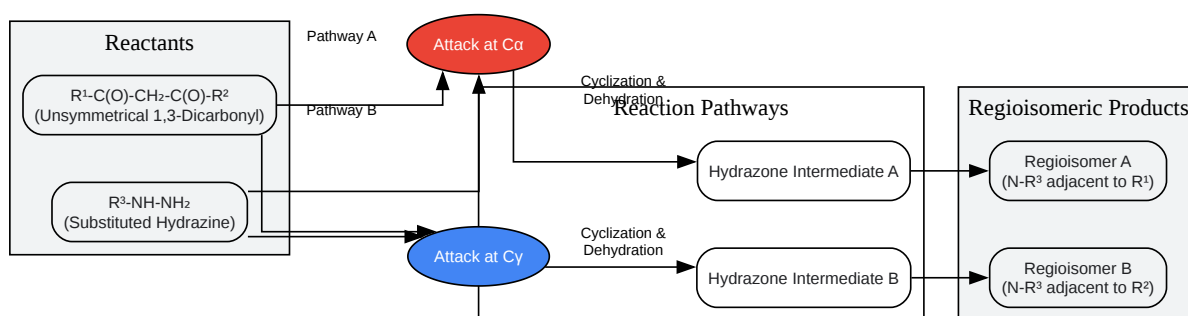 Reactants
R¹-C(O)-CH₂-C(O)-R²
(Unsymmetrical 1,3-Dicarbonyl)
R³-NH-NH₂
(Substituted Hydrazine)
Pathway A
Pathway B
Attack at Cα
Attack at Cγ
Cyclization &
Dehydration
Reaction Pathways
Hydrazone Intermediate A
Cyclization &
Dehydration
Hydrazone Intermediate B
Regioisomeric Products
Regioisomer A
(N-R³ adjacent to R¹)
Regioisomer B
(N-R³ adjacent to R²)